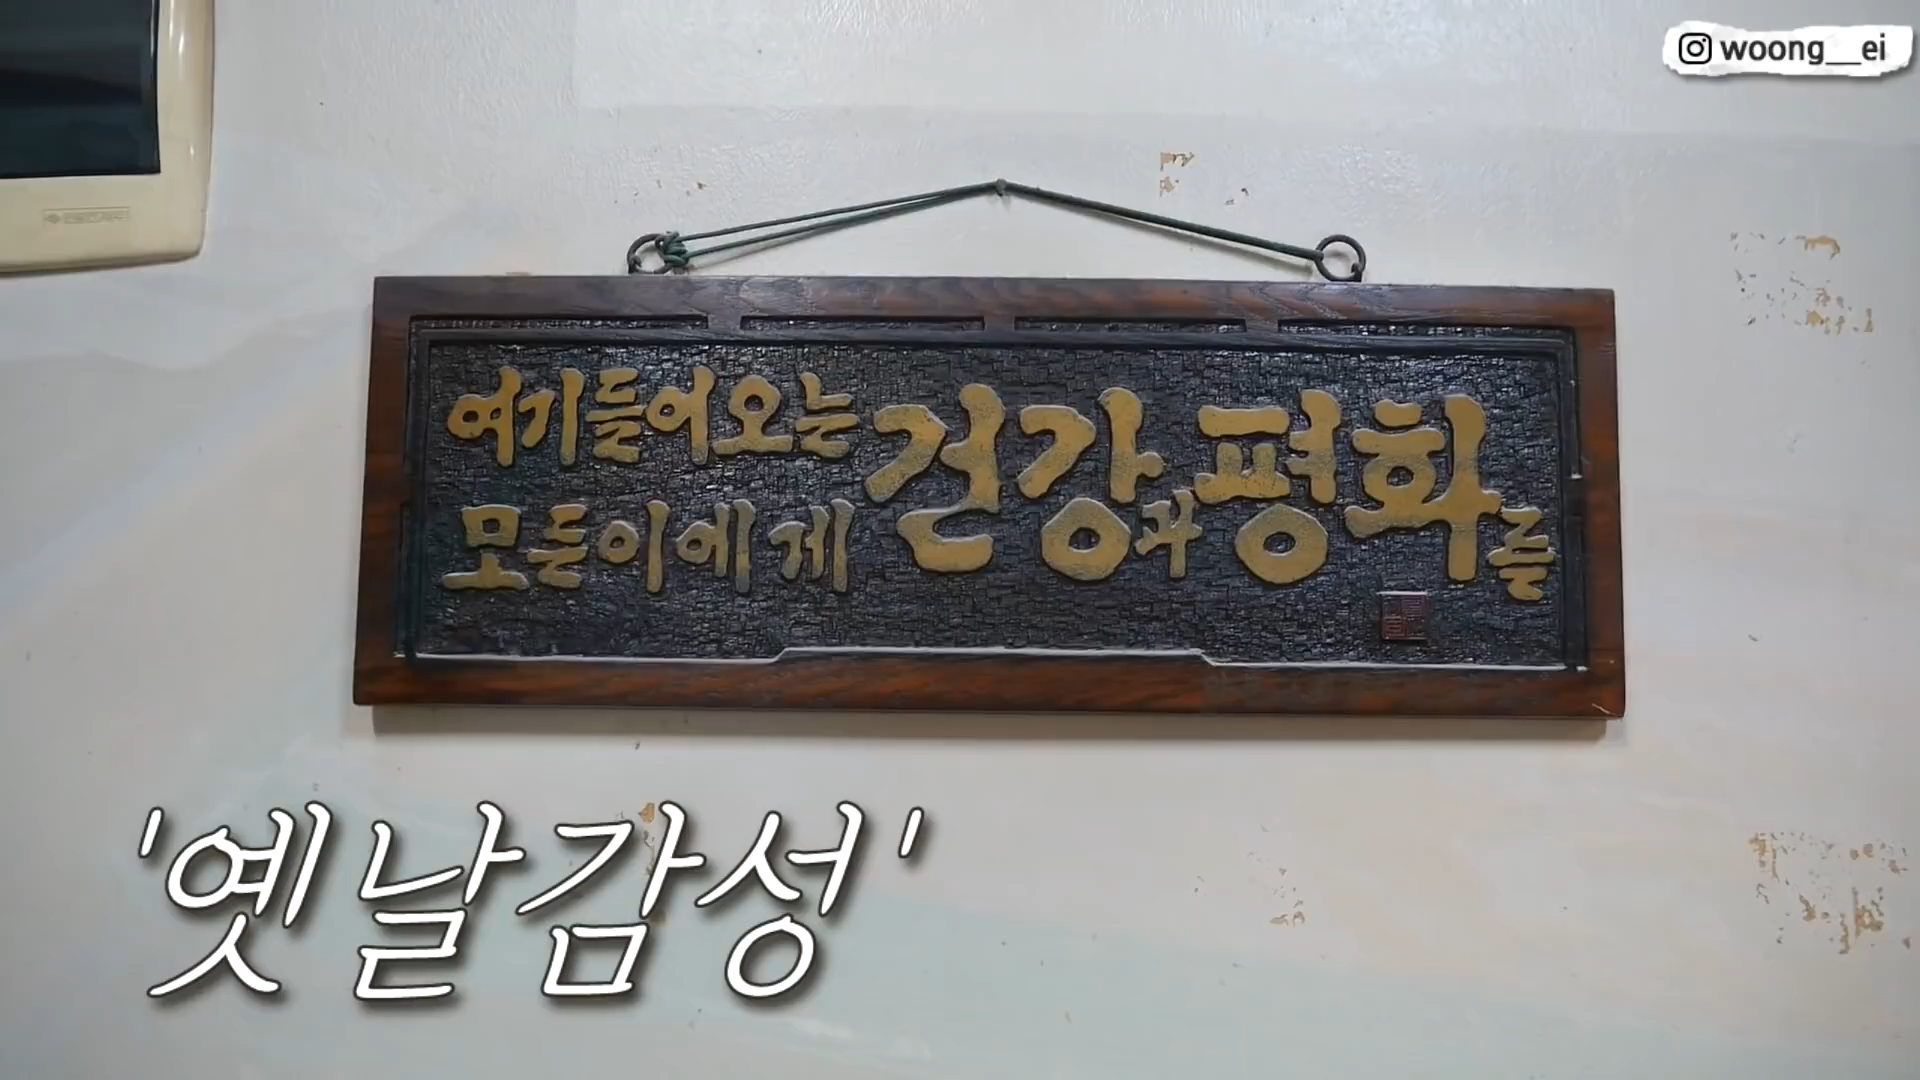 woong__ei
여기들어오는
모든이에게
건강과평화를
'옛날감성'